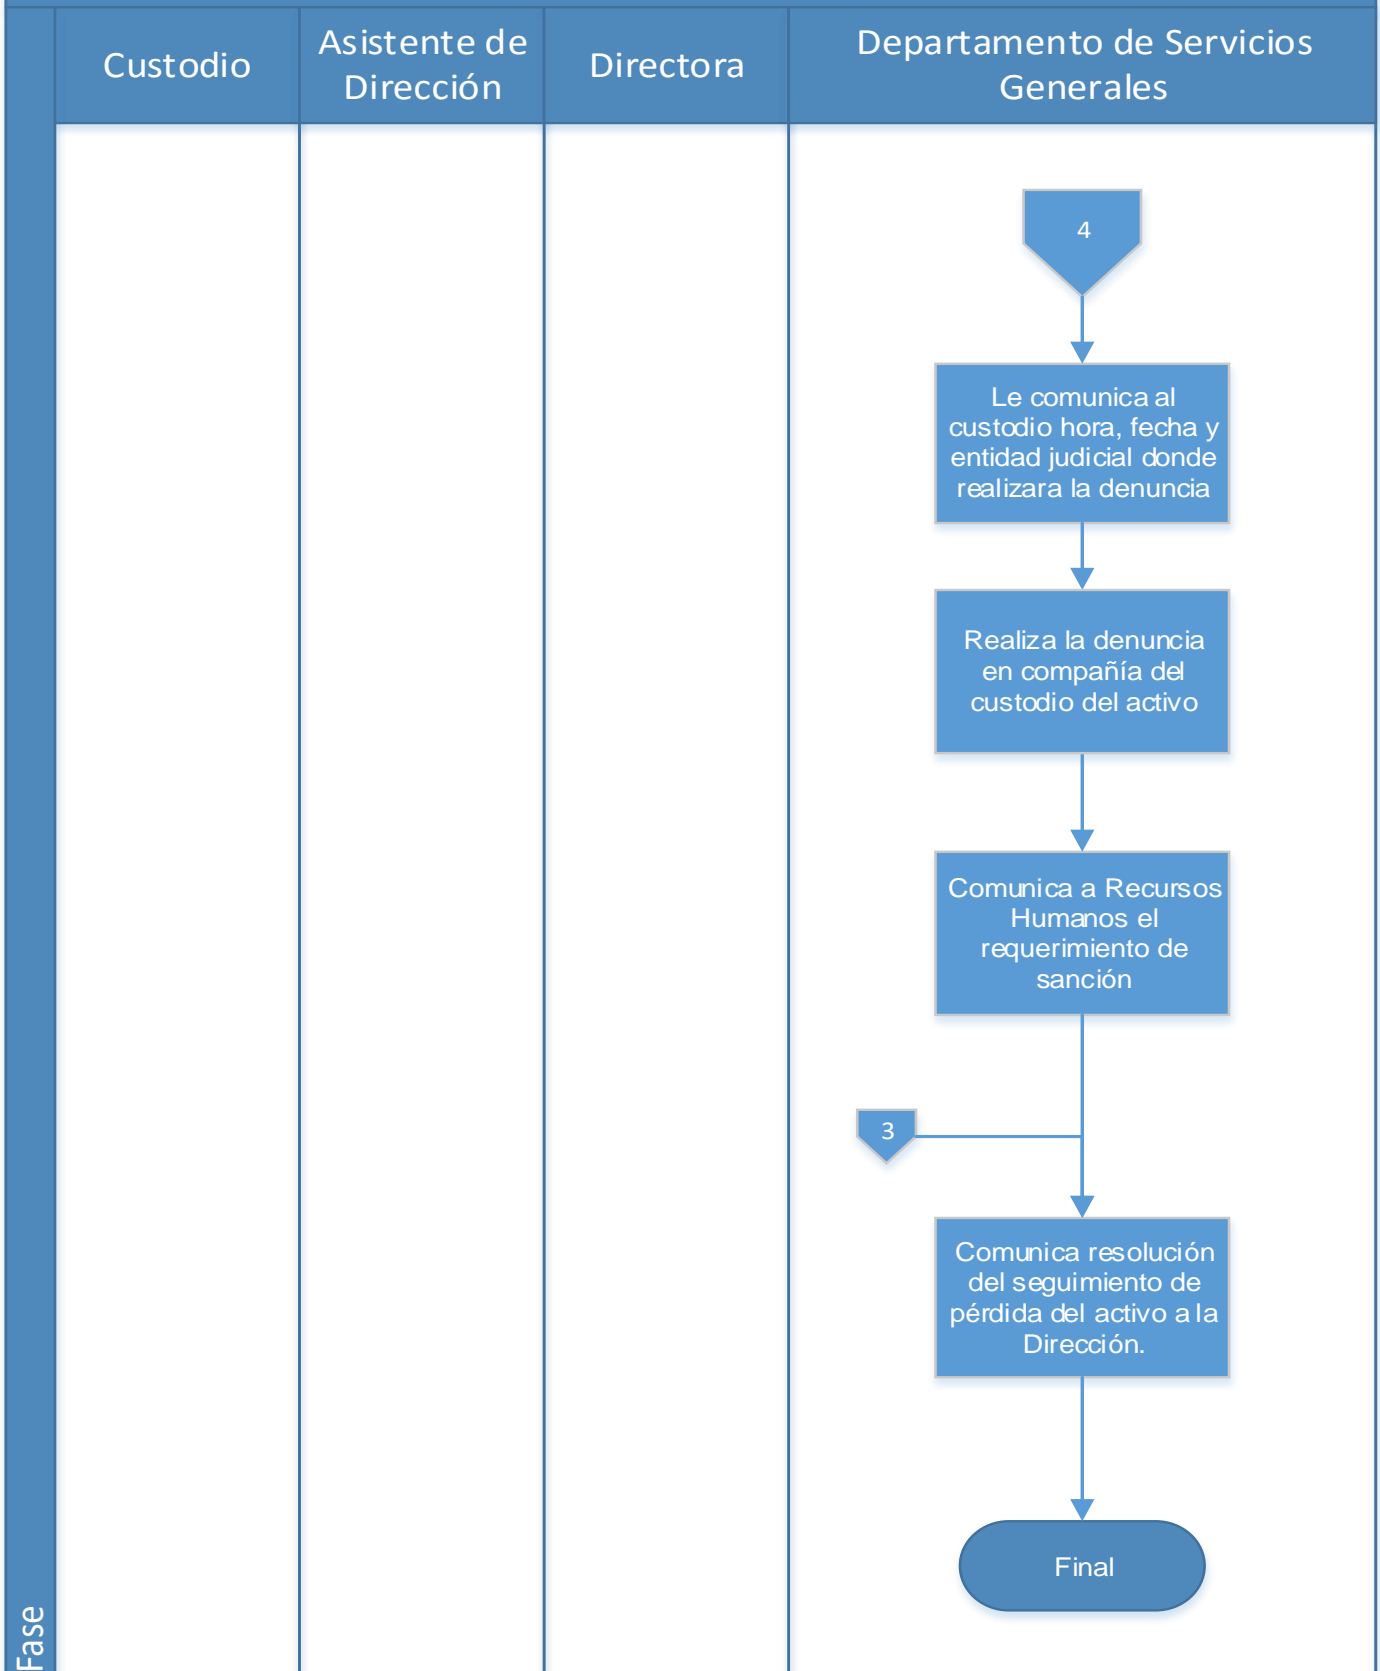 Custodio
Asistente de
Dirección
Directora
Departamento de Servicios
Generales
4
Le comunica al
custodio hora, fecha y
entidad judicial donde
realizara la denuncia
Realiza la denuncia
en compañía del
custodio del activo
Comunica a Recursos
Humanos el
requerimiento de
sanción
3
Comunica resolución
del seguimiento de
pérdida del activo a la
Dirección.
Final
Fase